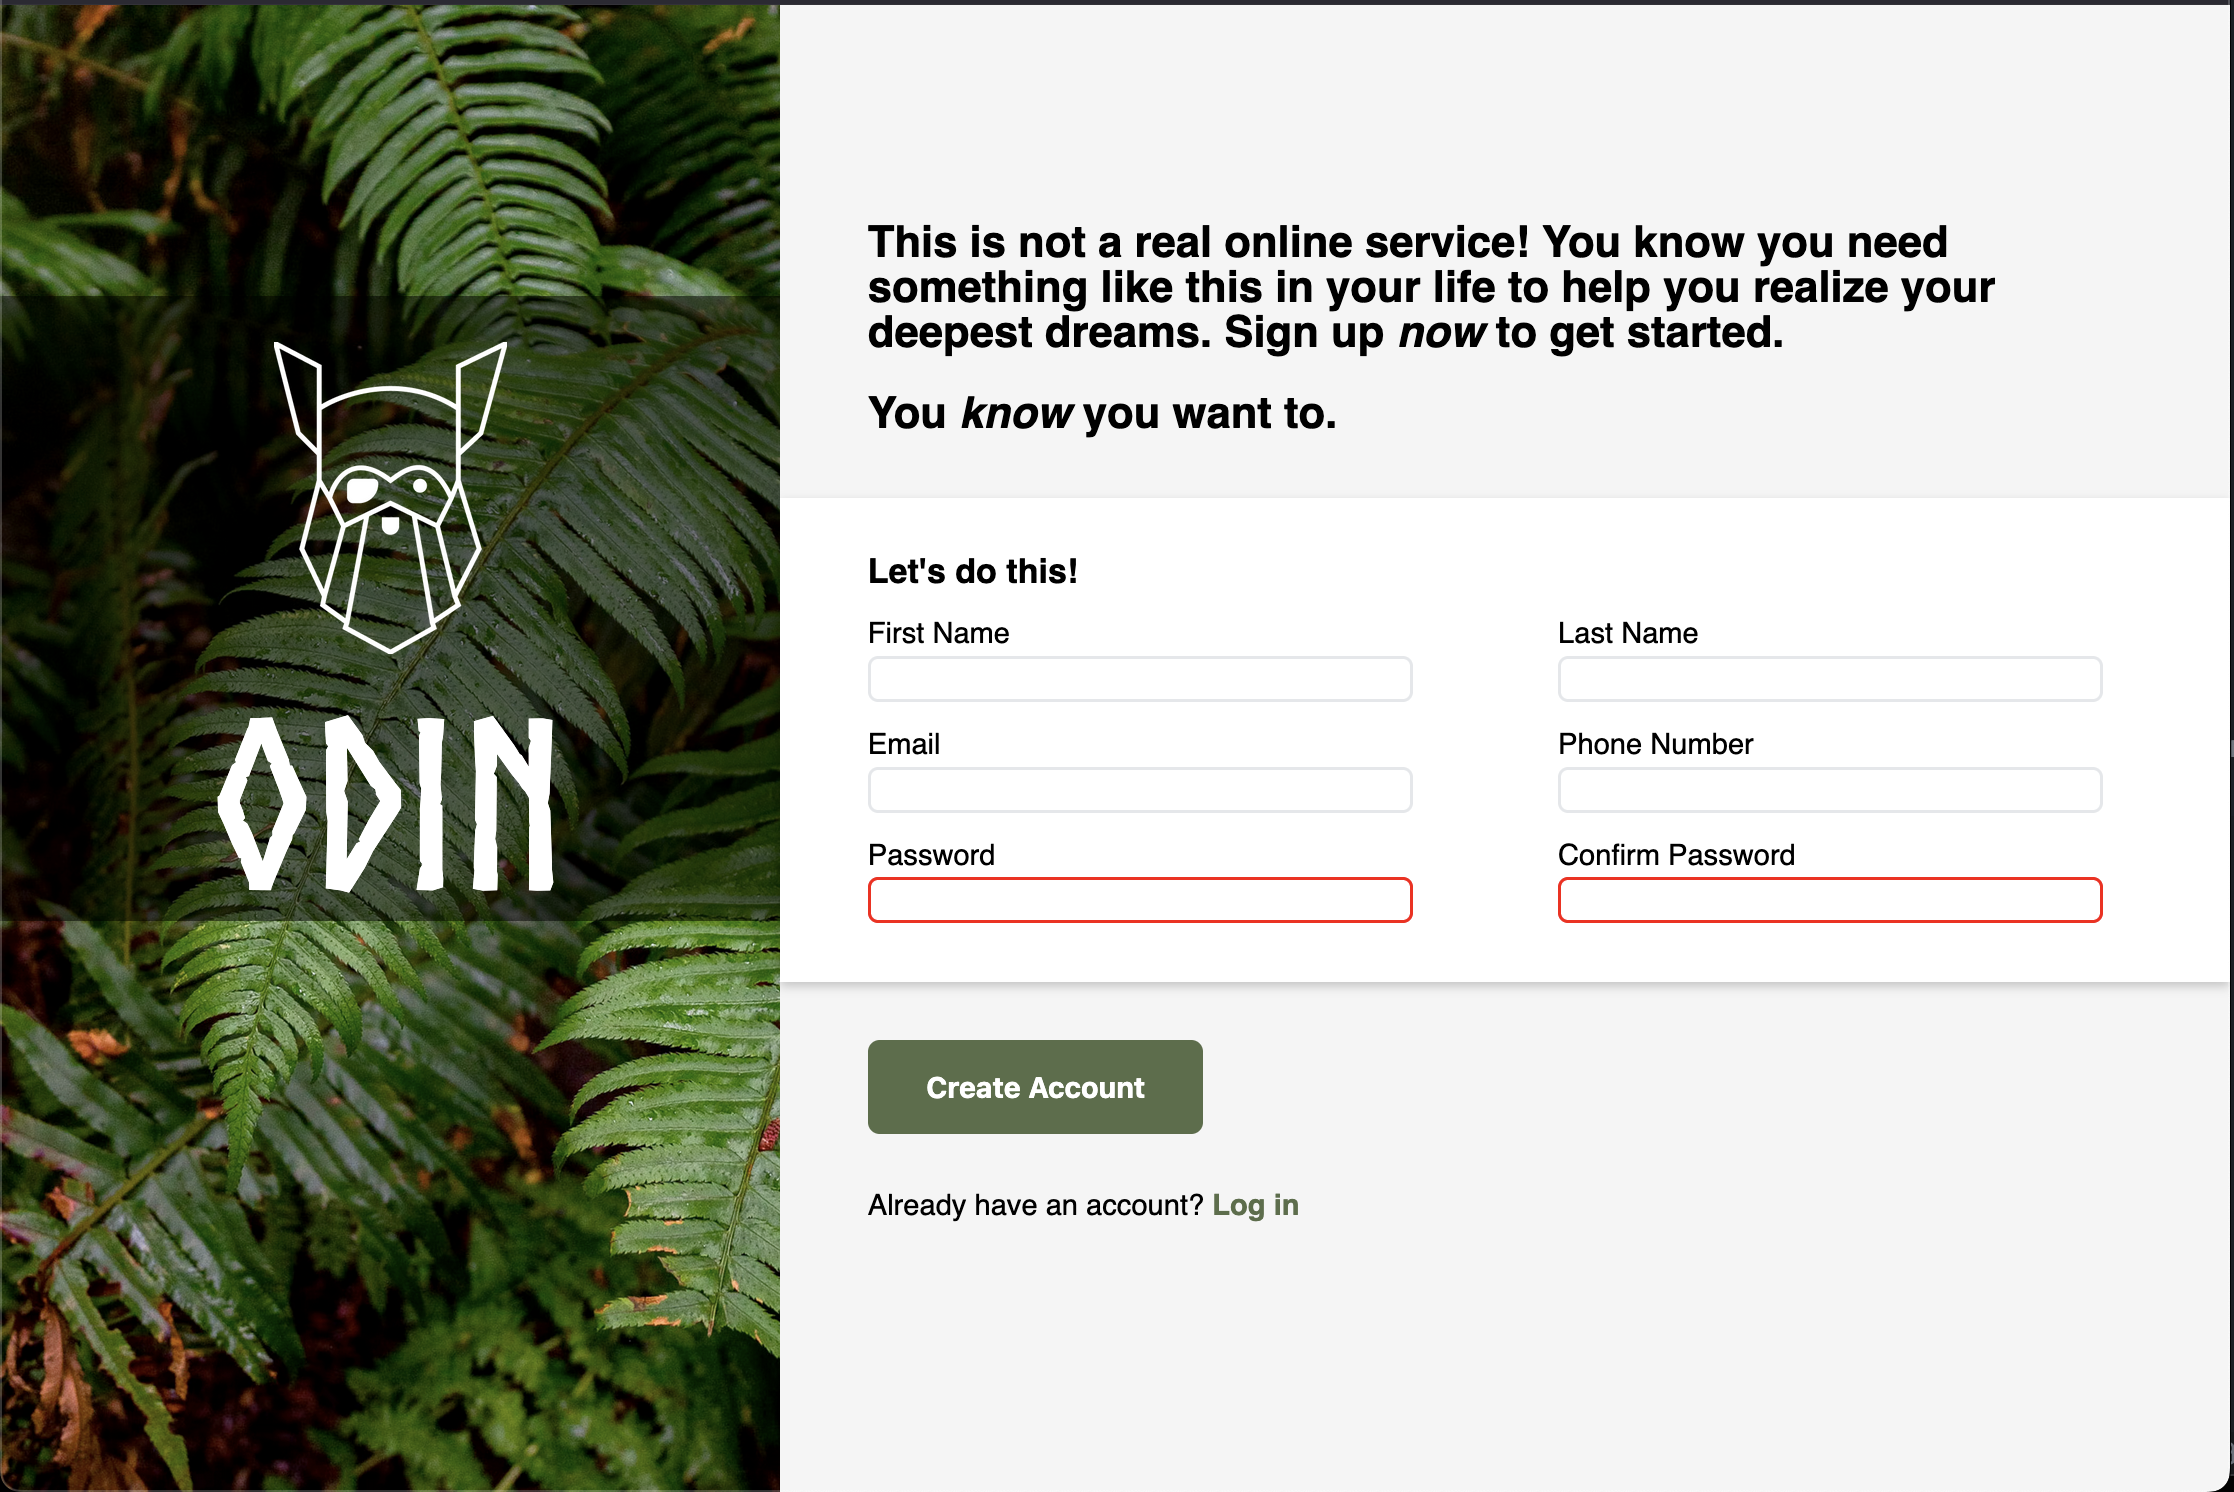 ODIN
This is not a real online service! You know you need
something like this in your life to help you realize your
deepest dreams. Sign up now to get started.
You know you want to.
Let's do this!
First Name
Last Name
Email
Phone Number
Password
Confirm Password
Create Account
Already have an account? Log in